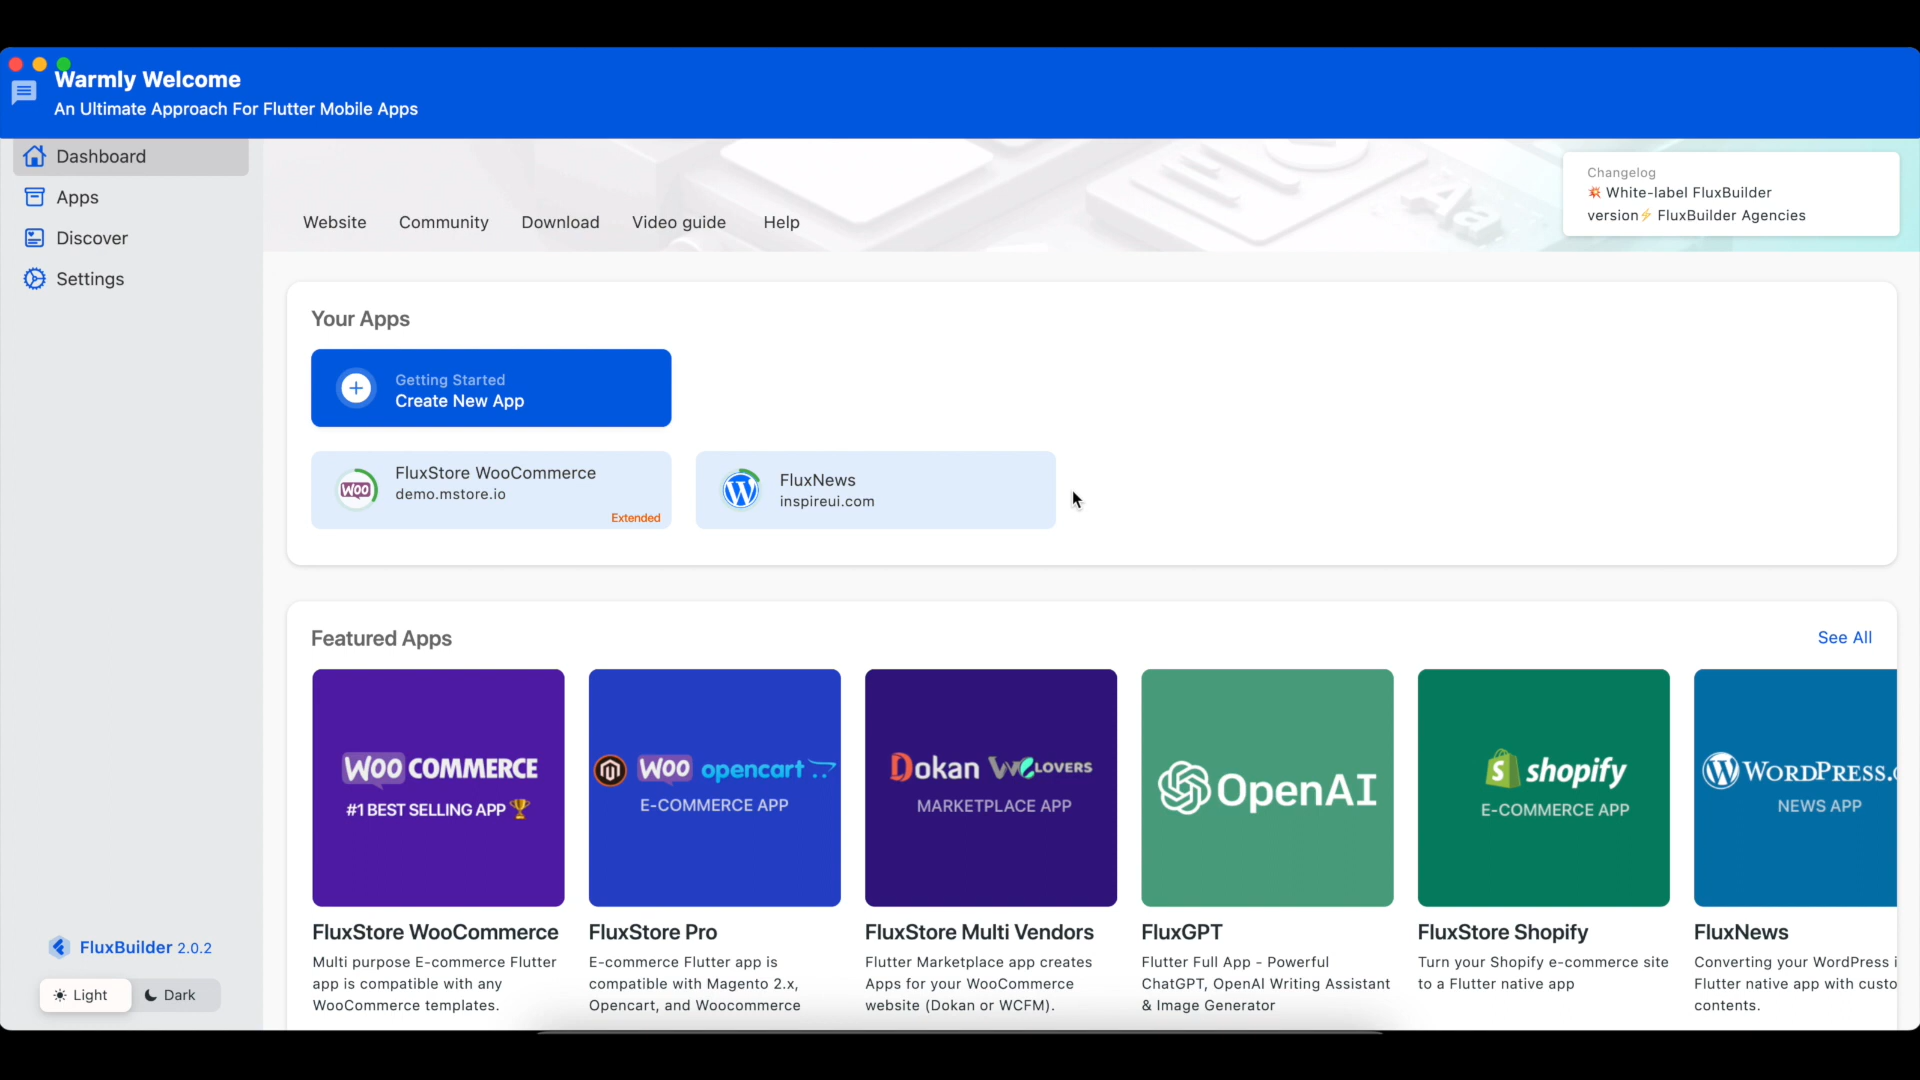 Warmly Welcome
An Ultimate Approach For Flutter Mobile Apps
Dashboard
Apps
Discover
Settings
Website
Community
Download
Video guide
Help
Changelog
💥 White-label FluxBuilder
version⚡ FluxBuilder Agencies
Your Apps
Getting Started
Create New App
WOO
FluxStore WooCommerce
demo.mstore.io
Extended
FluxNews
inspireui.com
Featured Apps
See All
WOO COMMERCE
#1 BEST SELLING APP 🏆
WOO opencart
E-COMMERCE APP
Dokan WC LOVERS
MARKETPLACE APP
OpenAI
shopify
E-COMMERCE APP
WORDPRESS.
NEWS APP
FluxStore WooCommerce
Multi purpose E-commerce Flutter
app is compatible with any
WooCommerce templates.
FluxStore Pro
E-commerce Flutter app is
compatible with Magento 2.x,
Opencart, and Woocommerce
FluxStore Multi Vendors
Flutter Marketplace app creates
Apps for your WooCommerce
website (Dokan or WCFM).
FluxGPT
Flutter Full App - Powerful
ChatGPT, OpenAI Writing Assistant
& Image Generator
FluxStore Shopify
Turn your Shopify e-commerce site
to a Flutter native app
FluxNews
Converting your WordPress
Flutter native app with custo
contents.
FluxBuilder 2.0.2
Light
Dark